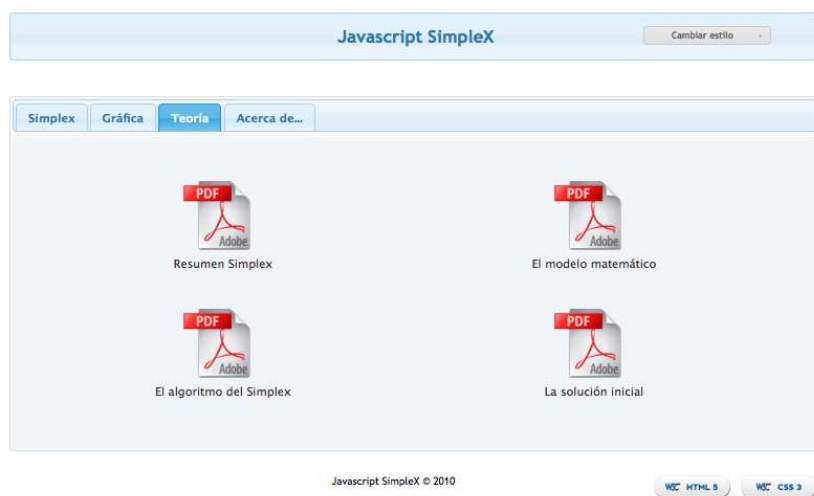 Javascript SimpleX
Cambiar estilo
Simplex
Gráfica
Teoría
Acerca de...
PDF
Adobe
Resumen Simplex
PDF
Adobe
El modelo matemático
PDF
Adobe
El algoritmo del Simplex
PDF
Adobe
La solución inicial
Javascript SimpleX © 2010
W3C HTML 5
W3C CSS 3